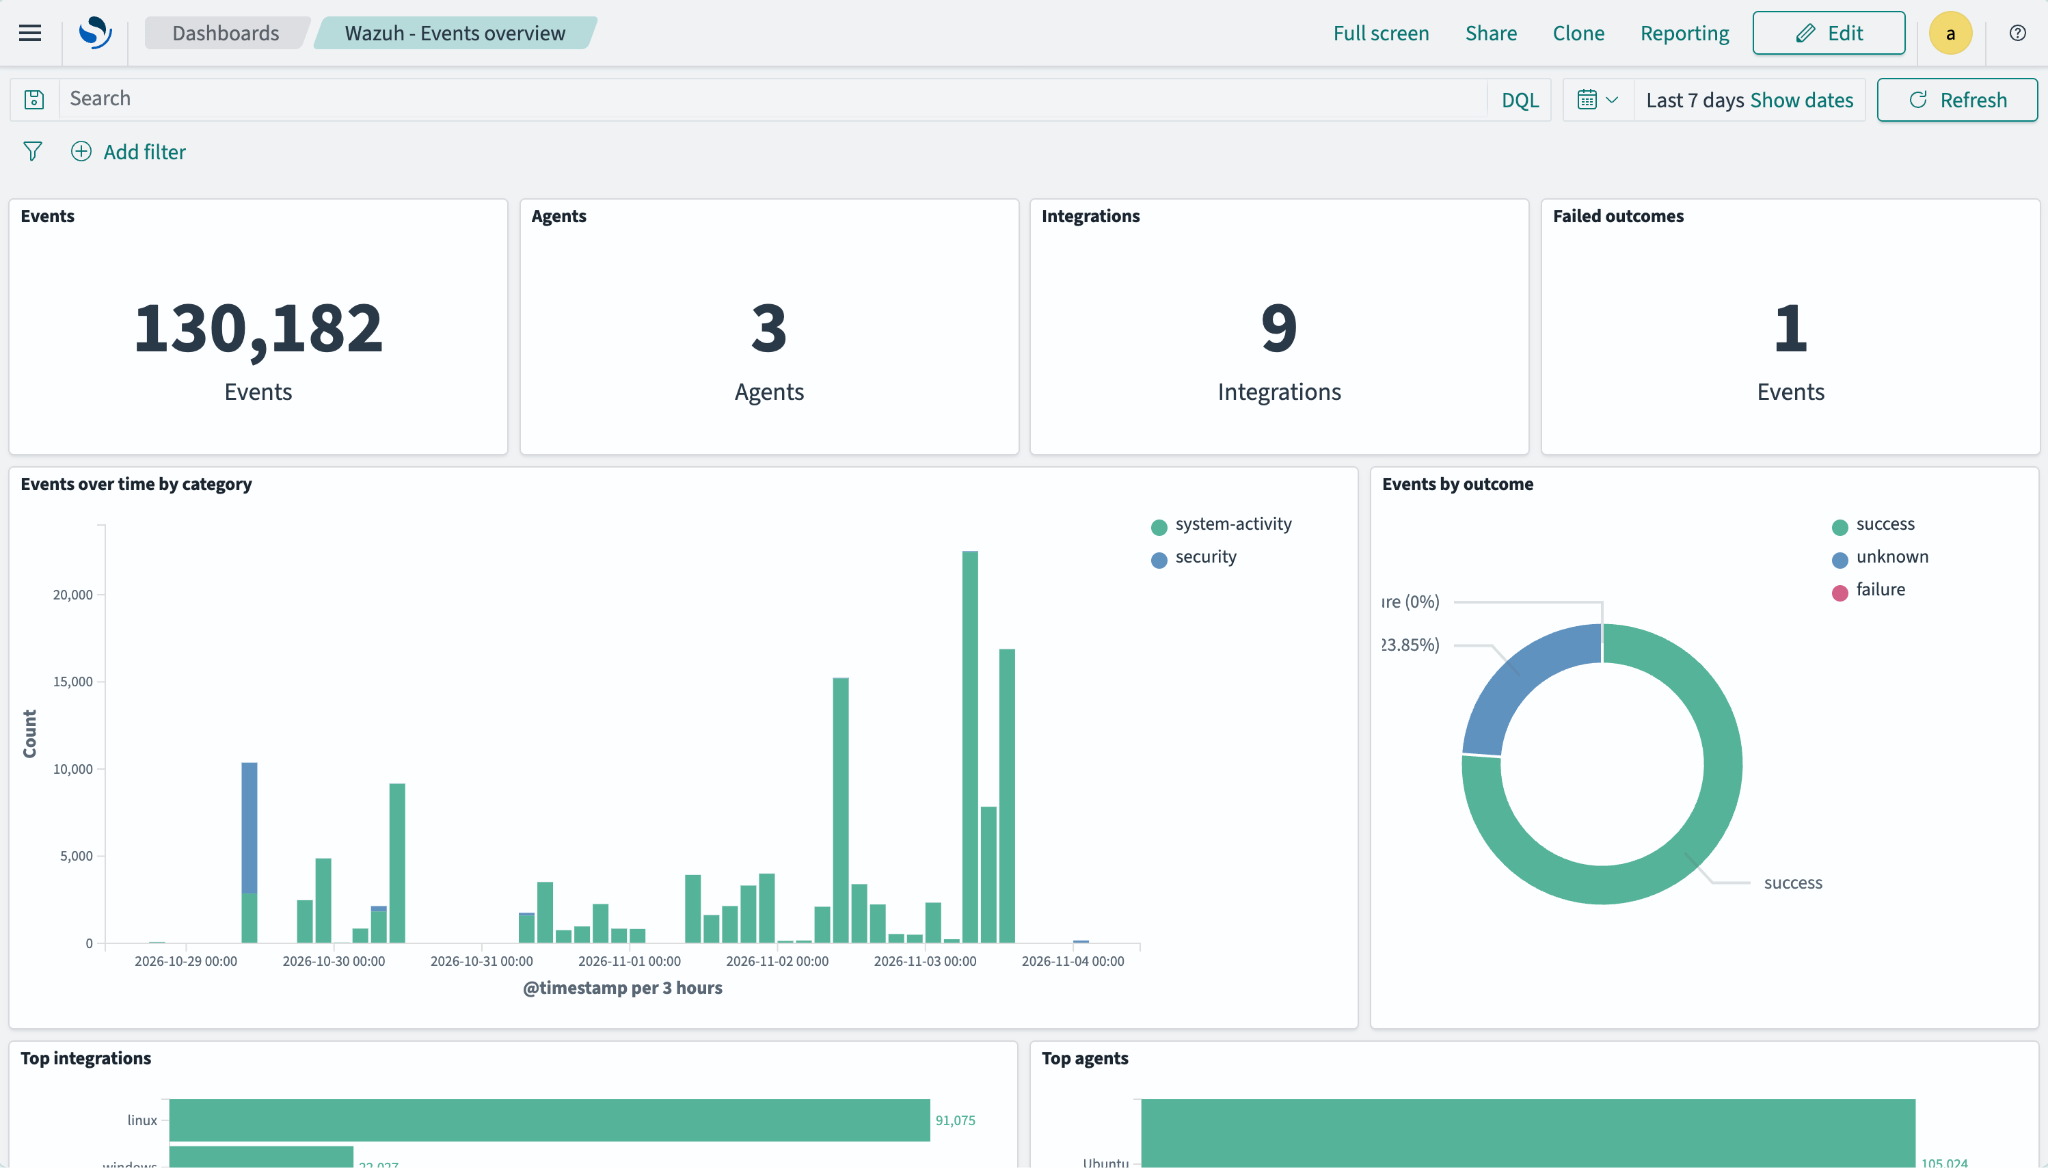 Dashboards
Wazuh - Events overview
Full screen
Share
Clone
Reporting
Edit
a
Search
DQL
Last 7 days Show dates
Refresh
Add filter
Events
130,182
Events
Agents
3
Agents
Integrations
9
Integrations
Failed outcomes
1
Events
Events over time by category
system-activity
security
Count
20,000
15,000
10,000
5,000
0
2026-10-29 00:00
2026-10-30 00:00
2026-10-31 00:00
2026-11-01 00:00
2026-11-02 00:00
2026-11-03 00:00
2026-11-04 00:00
@timestamp per 3 hours
Events by outcome
success
unknown
failure
ure (0%)
23.85%)
success
Top integrations
linux
91,075
windows
Top agents
Ubuntu
105,024